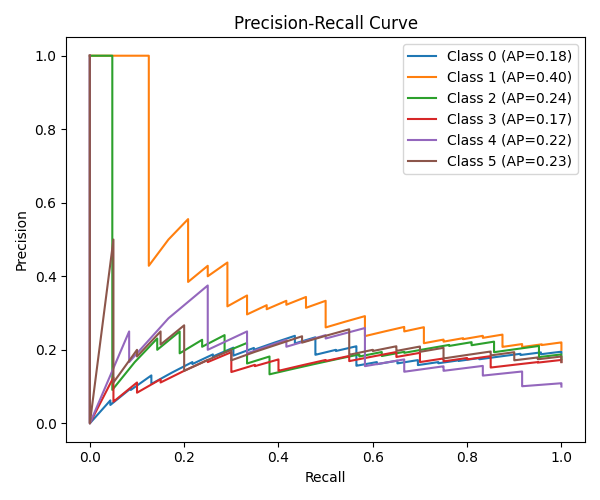 Precision-Recall Curve
Precision
1.0
0.8
0.6
0.4
0.2
0.0
Class 0 (AP=0.18)
Class 1 (AP=0.40)
Class 2 (AP=0.24)
Class 3 (AP=0.17)
Class 4 (AP=0.22)
Class 5 (AP=0.23)
0.0 0.2 0.4 0.6 0.8 1.0
Recall